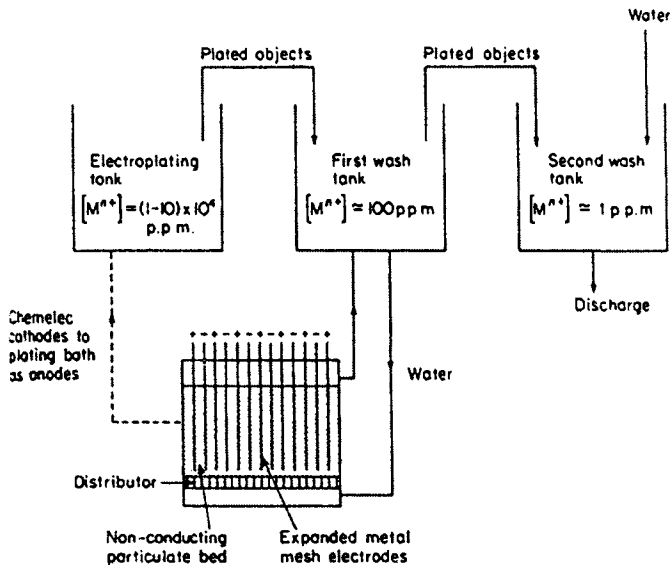 Water
Plated objects
Plated objects
Electroplating
tank
[Mⁿ⁺] = (1-10) x 10⁴
p.p.m.
First wash
tank
[Mⁿ⁺] ≃ 100 p p m
Second wash
tank
[Mⁿ⁺] ≃ 1 p p.m.
Discharge
Chemelec
cathodes to
plating bath
as anodes
Water
Distributor
Non-conducting
particulate bed
Expanded metal
mesh electrodes